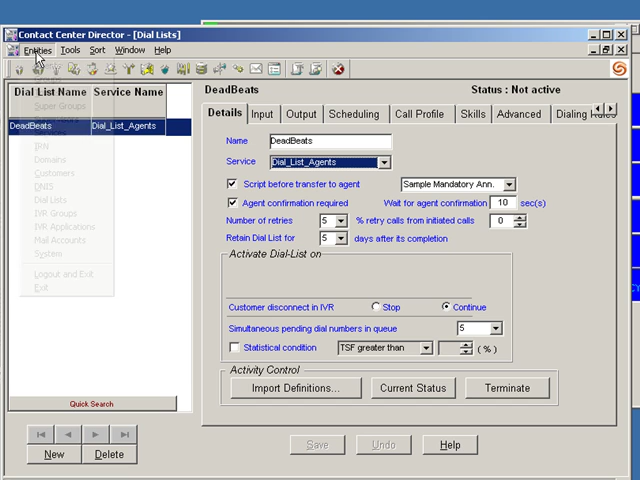 Contact Center Director - [Dial Lists]
Entities Tools Sort Window Help
Dial List Name Service Name
DeadBeats Dial_List_Agents
Super Groups
IRN
Domains
Customers
DNIS
Dial Lists
IVR Groups
IVR Applications
Mail Accounts
System
Logout and Exit
Exit
Quick Search
New Delete
DeadBeats Status : Not active
Details Input Output Scheduling Call Profile Skills Advanced Dialing Rules
Name DeadBeats
Service Dial_List_Agents
Script before transfer to agent Sample Mandatory Ann.
Agent confirmation required Wait for agent confirmation 10 sec(s)
Number of retries 5 % retry calls from initiated calls 0
Retain Dial List for 5 days after its completion
Activate Dial-List on
Customer disconnect in IVR Stop Continue
Simultaneous pending dial numbers in queue 5
Statistical condition TSF greater than ( % )
Activity Control
Import Definitions... Current Status Terminate
Save Undo Help